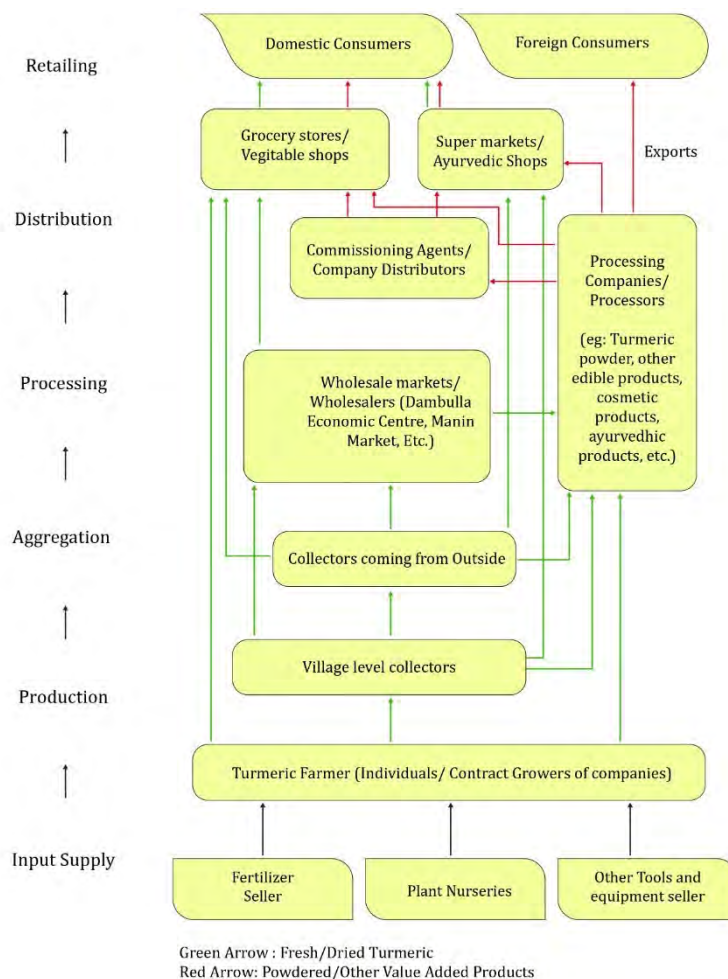 Retailing
Domestic Consumers
Foreign Consumers
Grocery stores/
Vegitable shops
Super markets/
Ayurvedic Shops
Exports
Distribution
Commissioning Agents/
Company Distributors
Processing
Companies/
Processors
(eg: Turmeric
powder, other
edible products,
cosmetic
products,
ayurvedhic
products, etc.)
Processing
Wholesale markets/
Wholesalers (Dambulla
Economic Centre, Manin
Market, Etc.)
Aggregation
Collectors coming from Outside
Village level collectors
Production
Turmeric Farmer (Individuals/ Contract Growers of companies)
Input Supply
Fertilizer
Seller
Plant Nurseries
Other Tools and
equipment seller
Green Arrow : Fresh/Dried Turmeric
Red Arrow: Powdered/Other Value Added Products